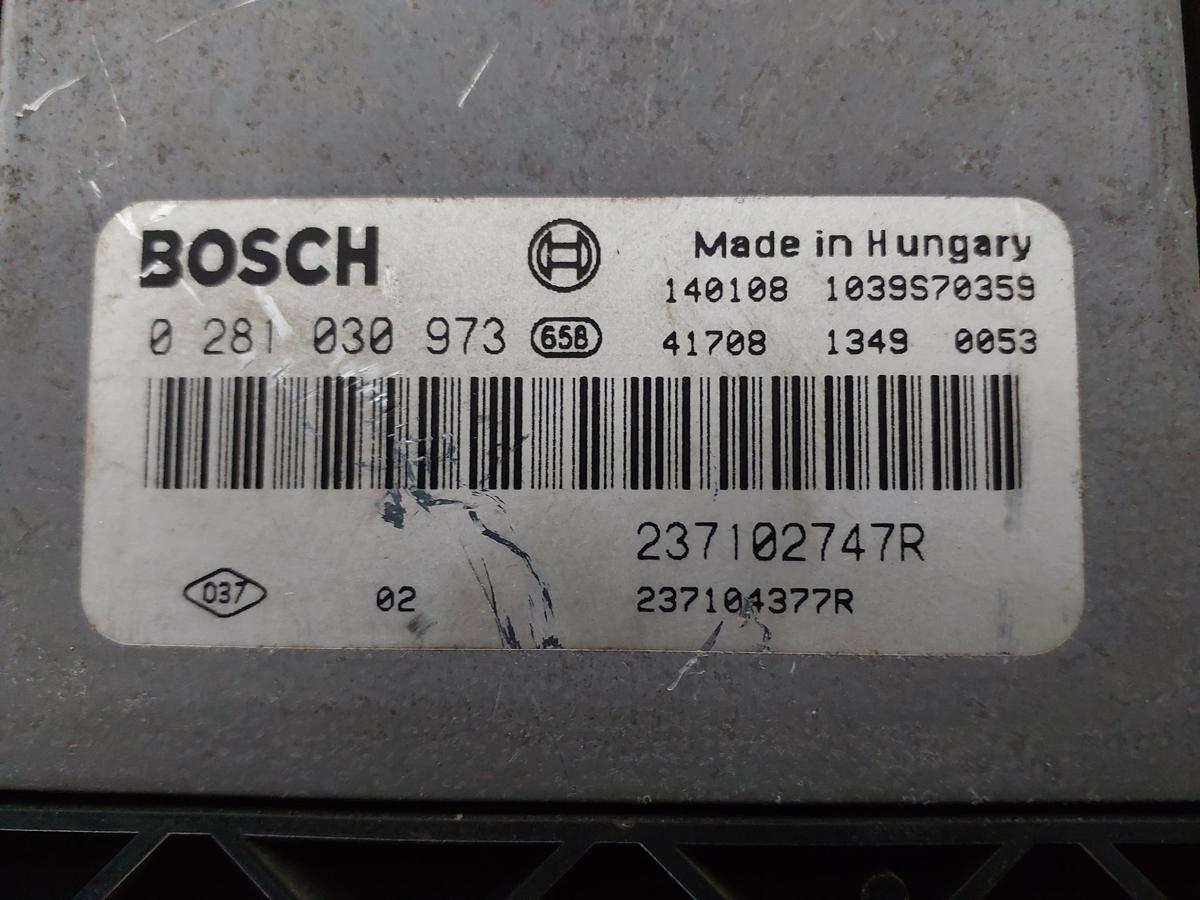 BOSCH
Made in Hungary
140108 1039S70359
0 281 030 973 658 41708 1349 0053
237102747R
037 02 237104377R